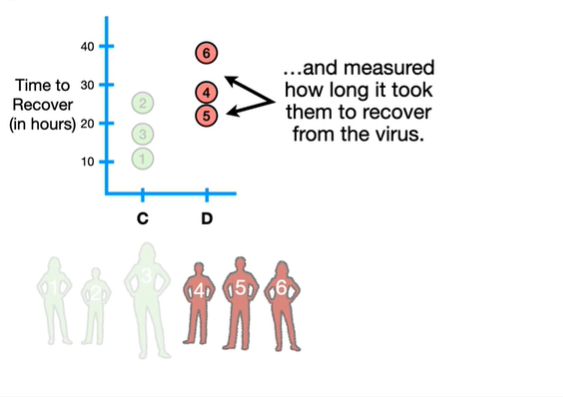 40
Time to 30
Recover
(in hours) 20
10
6
4
5
2
3
1
C D
...and measured
how long it took
them to recover
from the virus.
1 2 3 4 5 6